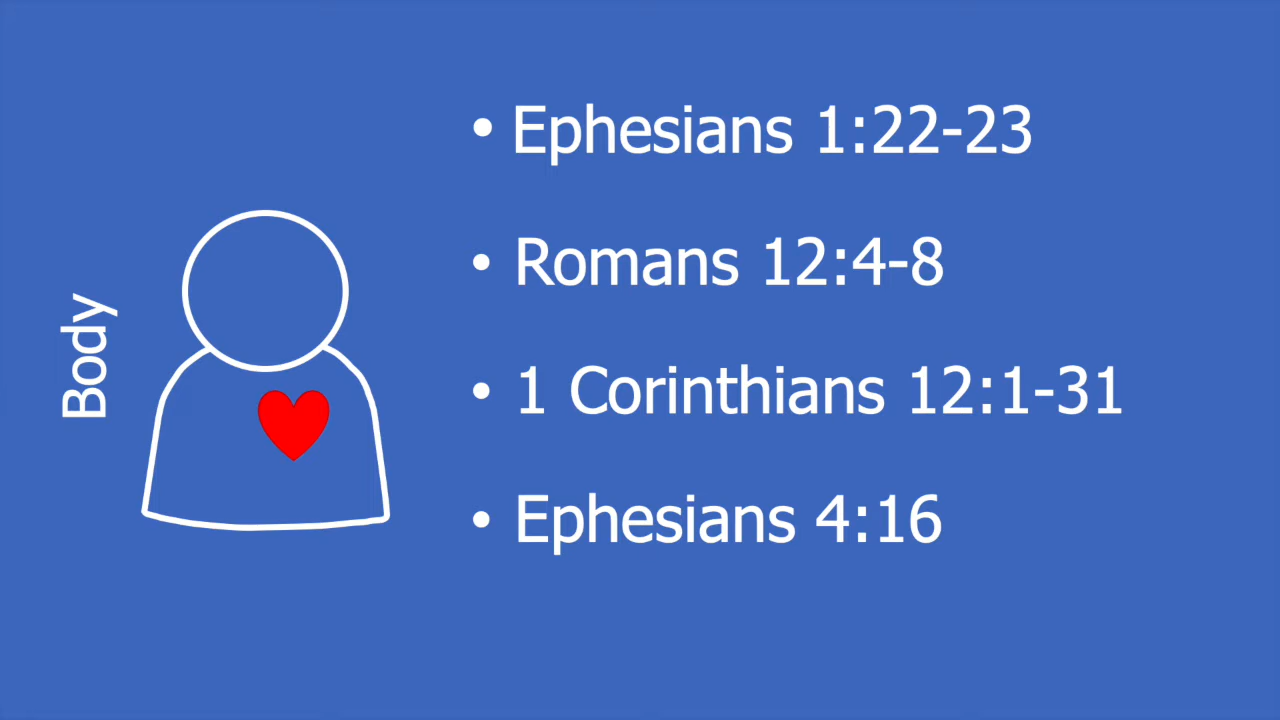 Body
• Ephesians 1:22-23
• Romans 12:4-8
• 1 Corinthians 12:1-31
• Ephesians 4:16